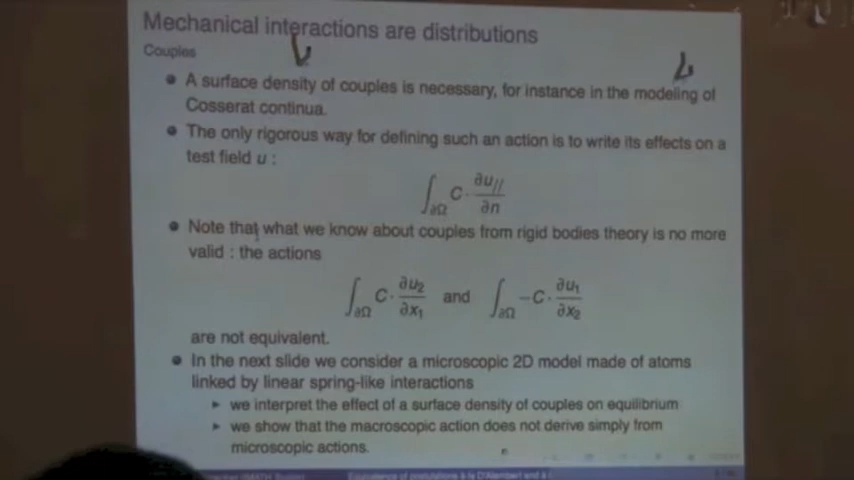 Mechanical interactions are distributions
Couples
A surface density of couples is necessary, for instance in the modeling of
Cosserat continua.
The only rigorous way for defining such an action is to write its effects on a
test field u :
∫∂Ω C · ∂u// / ∂n
Note that what we know about couples from rigid bodies theory is no more
valid : the actions
∫∂Ω C · ∂u₂ / ∂x₁ and ∫∂Ω −C · ∂u₁ / ∂x₂
are not equivalent.
In the next slide we consider a microscopic 2D model made of atoms
linked by linear spring-like interactions
we interpret the effect of a surface density of couples on equilibrium
we show that the macroscopic action does not derive simply from
microscopic actions.